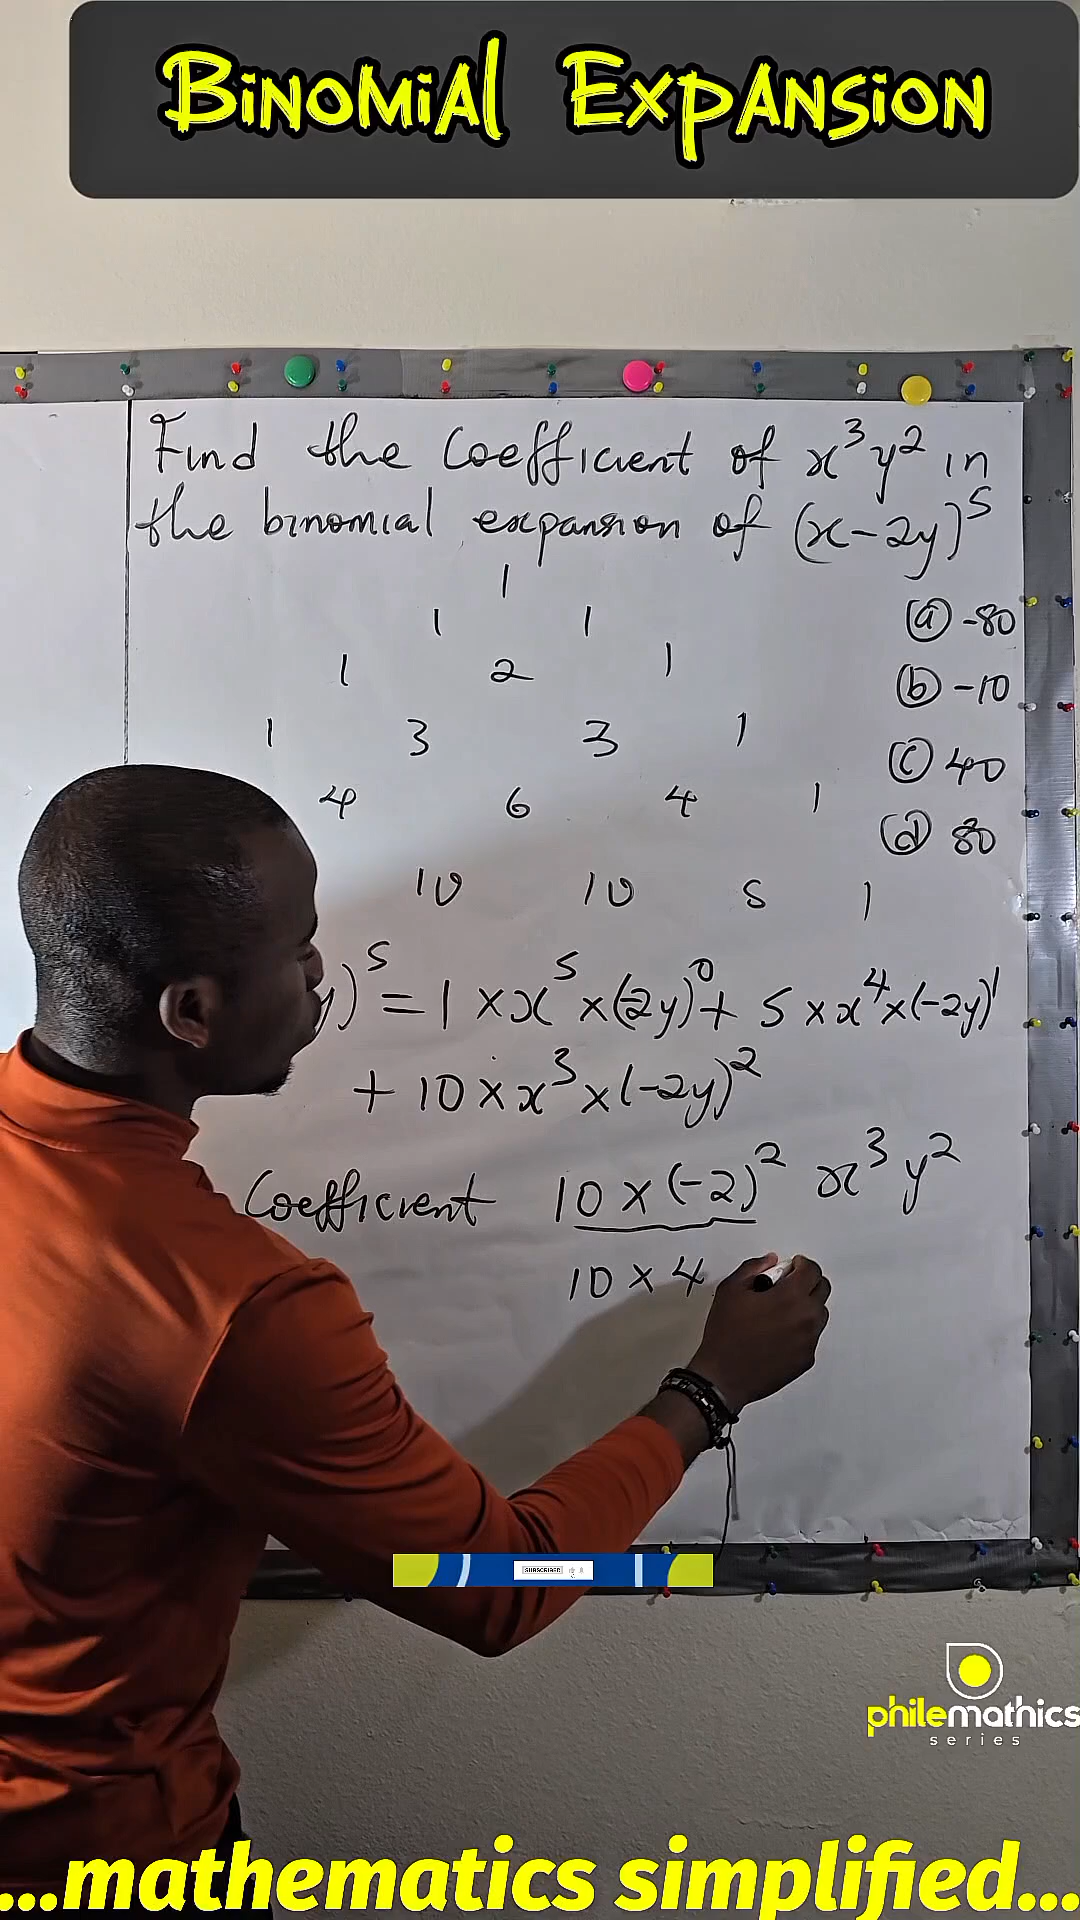 Binomial Expansion
Find the Coefficient of x³y² in
the binomial expansion of (x-2y)⁵
1
1 1
1 2 1
1 3 3 1
4 6 4 1
10 10 5 1
(a) -80
(b) -10
(c) 40
(d) 80
y)⁵ = 1 × x⁵ × (-2y)⁰ + 5 × x⁴ × (-2y)¹
+ 10 × x³ × (-2y)²
Coefficient 10 × (-2)² x³y²
10 × 4
SUBSCRIBED
philemathics
series
...mathematics simplified...